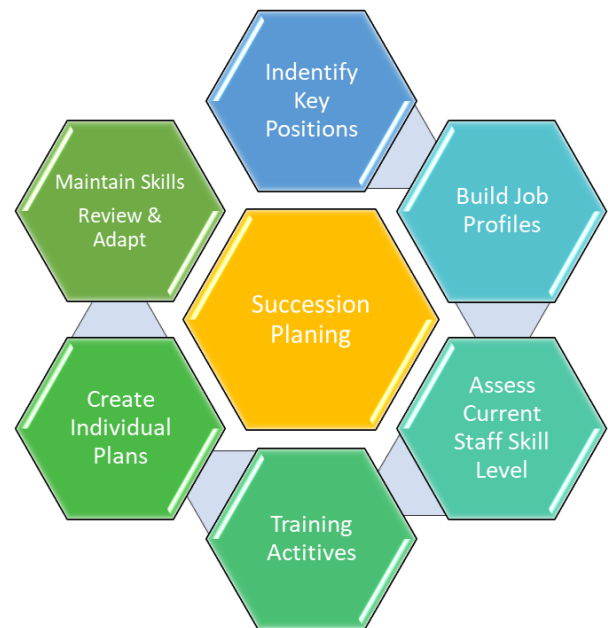 Indentify
Key
Positions
Build Job
Profiles
Assess
Current
Staff Skill
Level
Training
Actitives
Create
Individual
Plans
Maintain Skills
Review &
Adapt
Succession
Planing